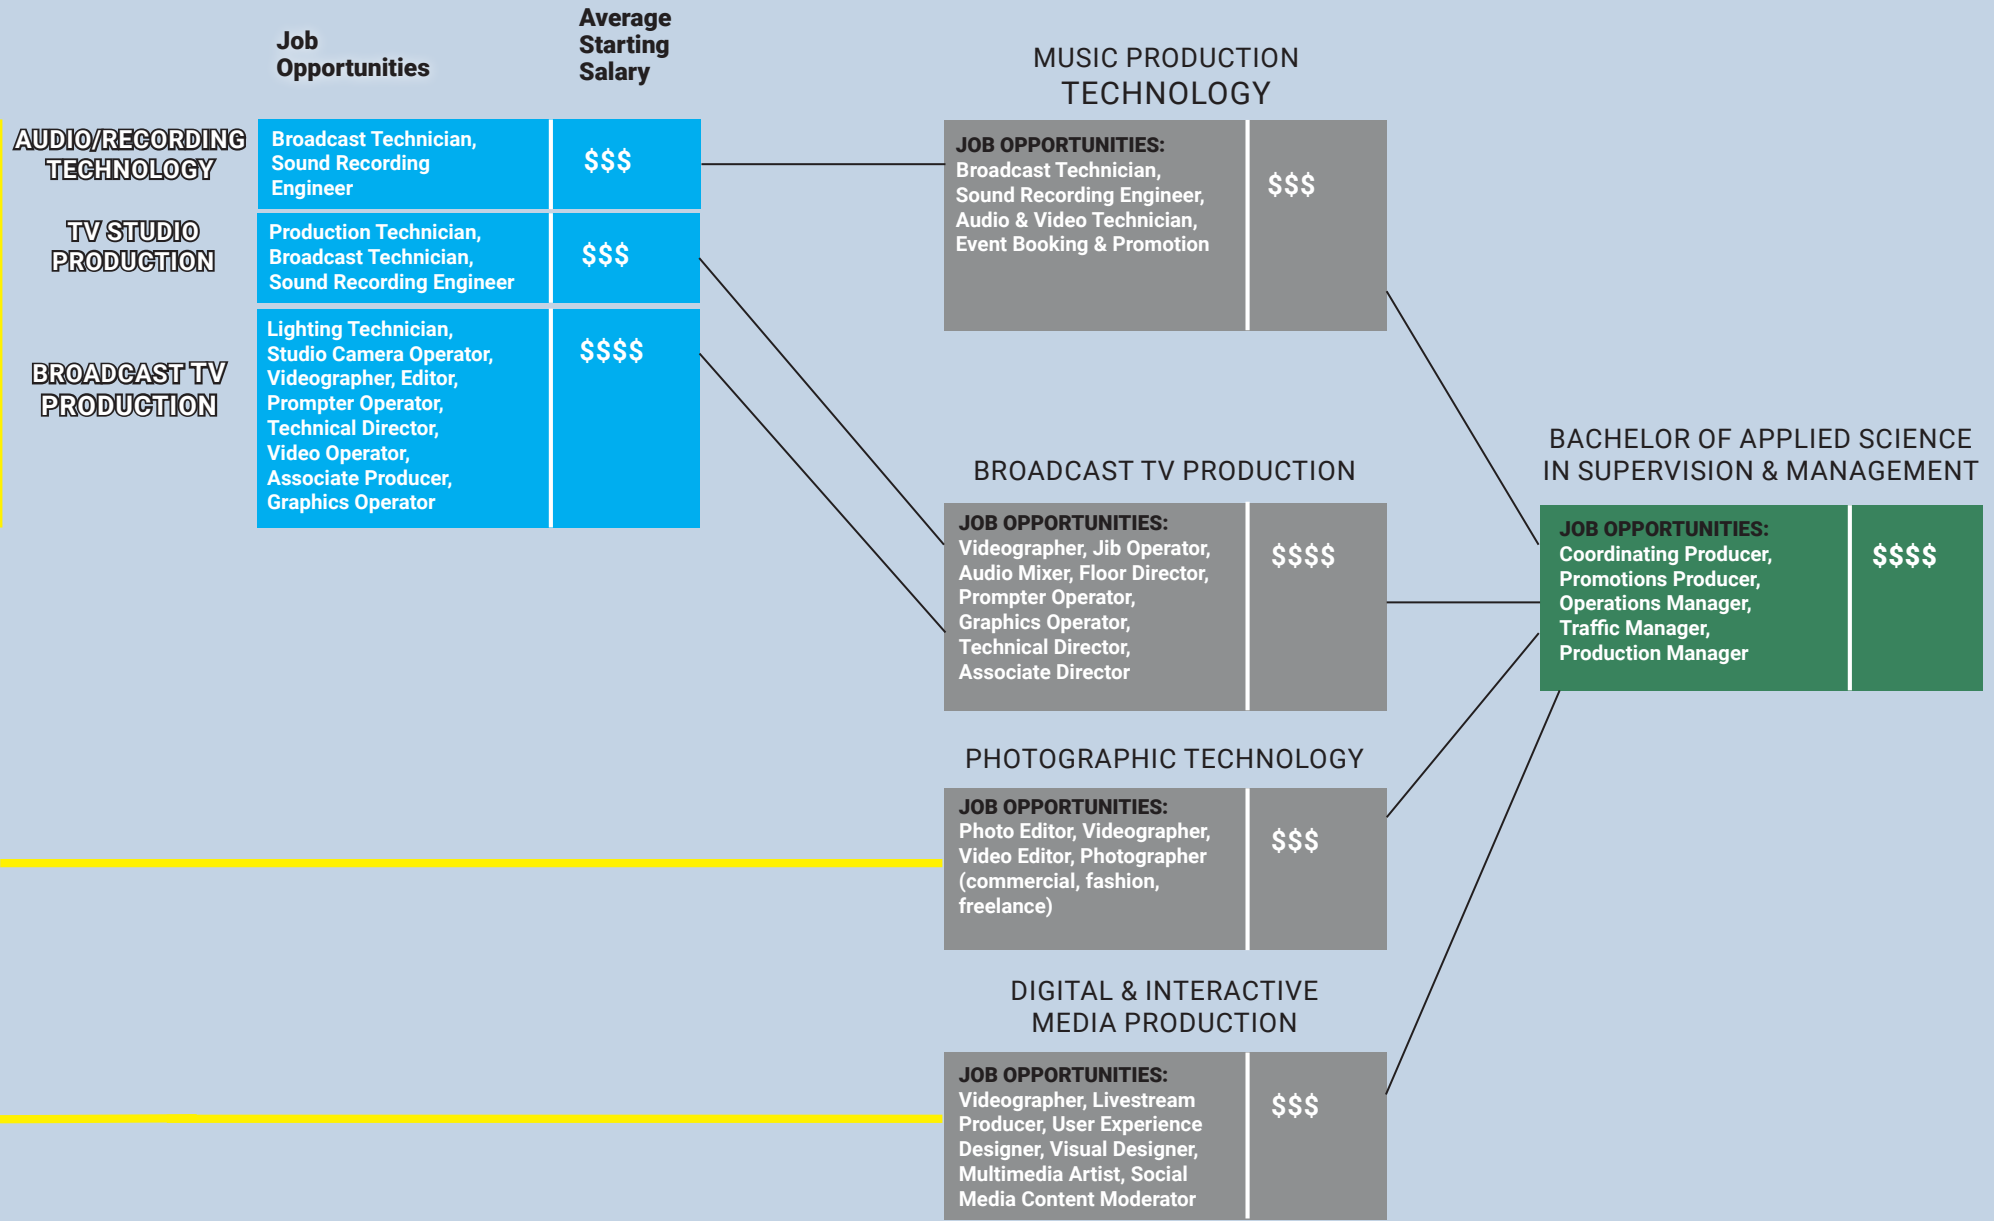 Job
Opportunities
Average
Starting
Salary
AUDIO/RECORDING
TECHNOLOGY
Broadcast Technician,
Sound Recording
Engineer
$$$
TV STUDIO
PRODUCTION
Production Technician,
Broadcast Technician,
Sound Recording Engineer
$$$
BROADCAST TV
PRODUCTION
Lighting Technician,
Studio Camera Operator,
Videographer, Editor,
Prompter Operator,
Technical Director,
Video Operator,
Associate Producer,
Graphics Operator
$$$$
MUSIC PRODUCTION
TECHNOLOGY
JOB OPPORTUNITIES:
Broadcast Technician,
Sound Recording Engineer,
Audio & Video Technician,
Event Booking & Promotion
$$$
BROADCAST TV PRODUCTION
JOB OPPORTUNITIES:
Videographer, Jib Operator,
Audio Mixer, Floor Director,
Prompter Operator,
Graphics Operator,
Technical Director,
Associate Director
$$$$
PHOTOGRAPHIC TECHNOLOGY
JOB OPPORTUNITIES:
Photo Editor, Videographer,
Video Editor, Photographer
(commercial, fashion,
freelance)
$$$
DIGITAL & INTERACTIVE
MEDIA PRODUCTION
JOB OPPORTUNITIES:
Videographer, Livestream
Producer, User Experience
Designer, Visual Designer,
Multimedia Artist, Social
Media Content Moderator
$$$
BACHELOR OF APPLIED SCIENCE
IN SUPERVISION & MANAGEMENT
JOB OPPORTUNITIES:
Coordinating Producer,
Promotions Producer,
Operations Manager,
Traffic Manager,
Production Manager
$$$$